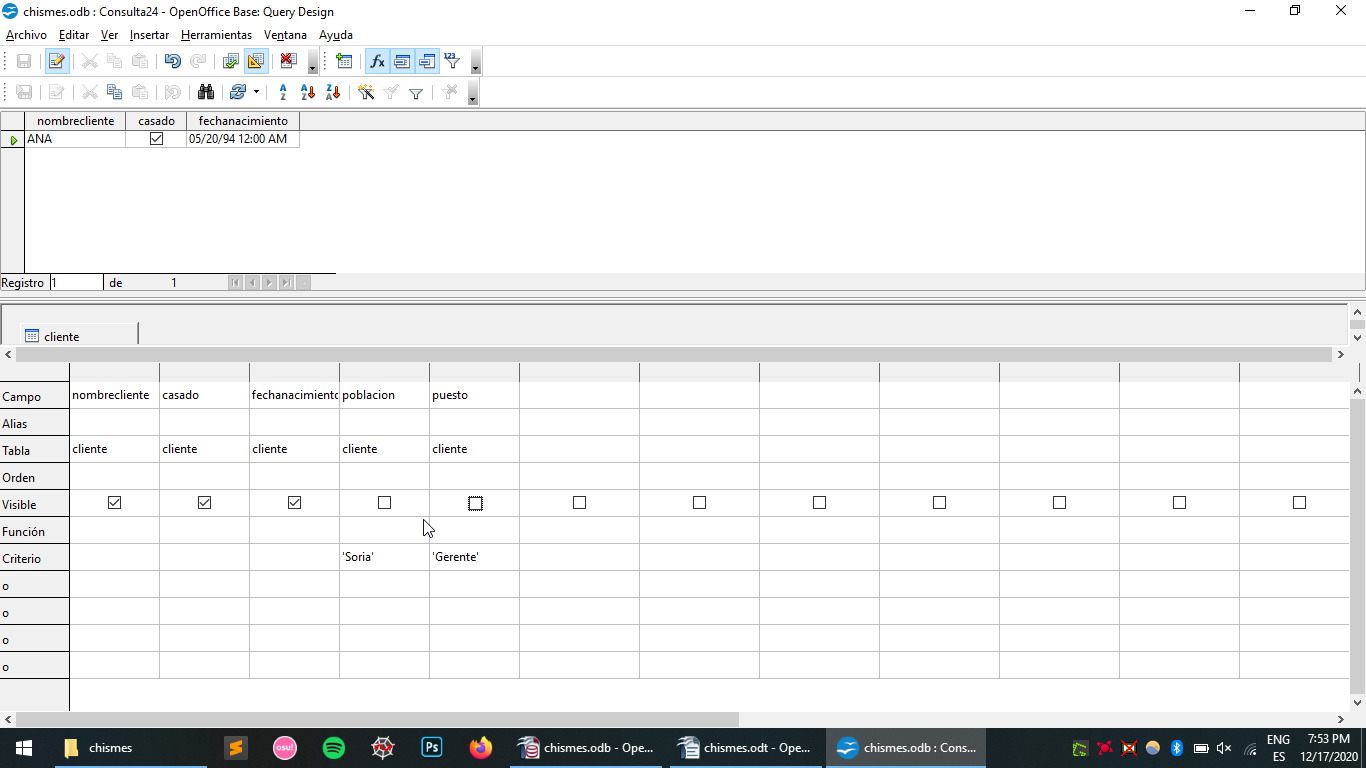 chismes.odb : Consulta24 - OpenOffice Base: Query Design
Archivo Editar Ver Insertar Herramientas Ventana Ayuda
nombrecliente casado fechanacimiento
ANA 05/20/94 12:00 AM
Registro 1 de 1
cliente
Campo nombrecliente casado fechanacimiento poblacion puesto
Alias
Tabla cliente cliente cliente cliente cliente
Orden
Visible
Función
Criterio 'Soria' 'Gerente'
o
o
o
o
chismes osu! Ps chismes.odb - Ope... chismes.odt - Ope... chismes.odb : Cons... ENG 7:53 PM
ES 12/17/2020